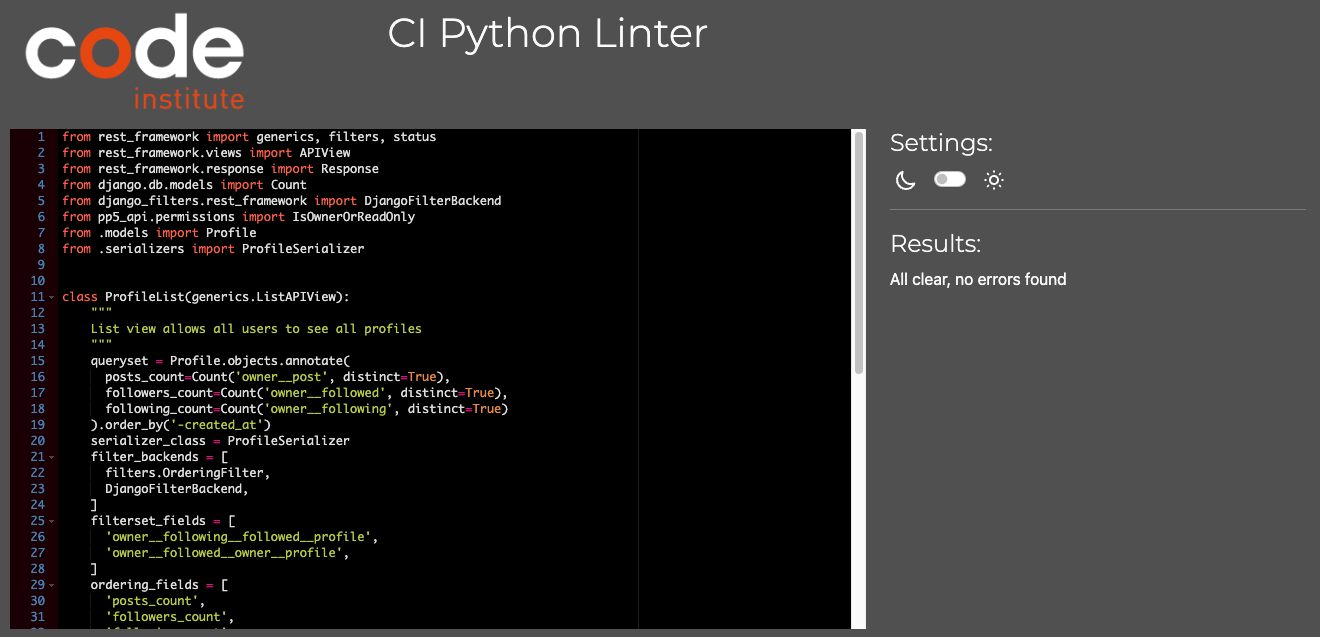 code
institute
CI Python Linter
1 from rest_framework import generics, filters, status
2 from rest_framework.views import APIView
3 from rest_framework.response import Response
4 from django.db.models import Count
5 from django_filters.rest_framework import DjangoFilterBackend
6 from pp5_api.permissions import IsOwnerOrReadOnly
7 from .models import Profile
8 from .serializers import ProfileSerializer
9
10
11 class ProfileList(generics.ListAPIView):
12     """
13     List view allows all users to see all profiles
14     """
15     queryset = Profile.objects.annotate(
16       posts_count=Count('owner__post', distinct=True),
17       followers_count=Count('owner__followed', distinct=True),
18       following_count=Count('owner__following', distinct=True)
19     ).order_by('-created_at')
20     serializer_class = ProfileSerializer
21     filter_backends = [
22       filters.OrderingFilter,
23       DjangoFilterBackend,
24     ]
25     filterset_fields = [
26       'owner__following__followed__profile',
27       'owner__followed__owner__profile',
28     ]
29     ordering_fields = [
30       'posts_count',
31       'followers_count',
Settings:
Results:
All clear, no errors found